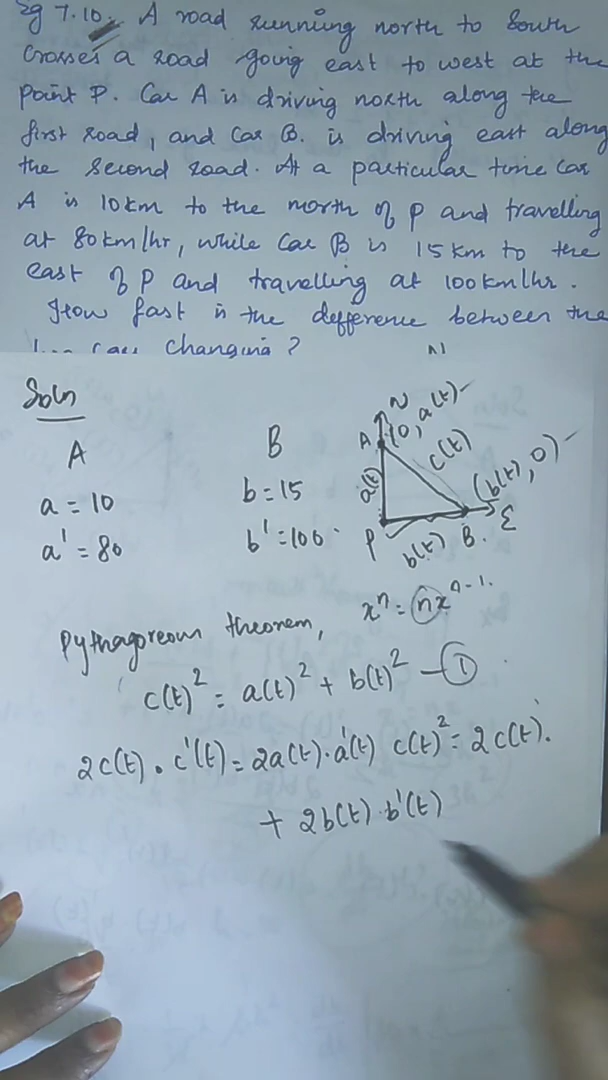 Eg 7.10. A road running north to South
Crosses a road going east to west at the
Point P. Car A is driving north along the
first road, and Car B. is driving east along
the second road. At a particular time Car
A is 10km to the north of P and travelling
at 80km/hr, while Car B is 15km to the
east of P and travelling at 100km/hr.
How fast is the difference between the
cars changing?
Soln
A
a = 10
a' = 80
B
b = 15
b' = 100
N
A
(0, a(t))
a(t)
c(t)
(b(t), 0)
P
b(t)
B.
E
Pythagorean theorem,
xⁿ = nxⁿ⁻¹.
c(t)² = a(t)² + b(t)² — ①
2c(t) . c'(t) = 2a(t). a'(t)
c(t)² = 2c(t).
+ 2b(t). b'(t)